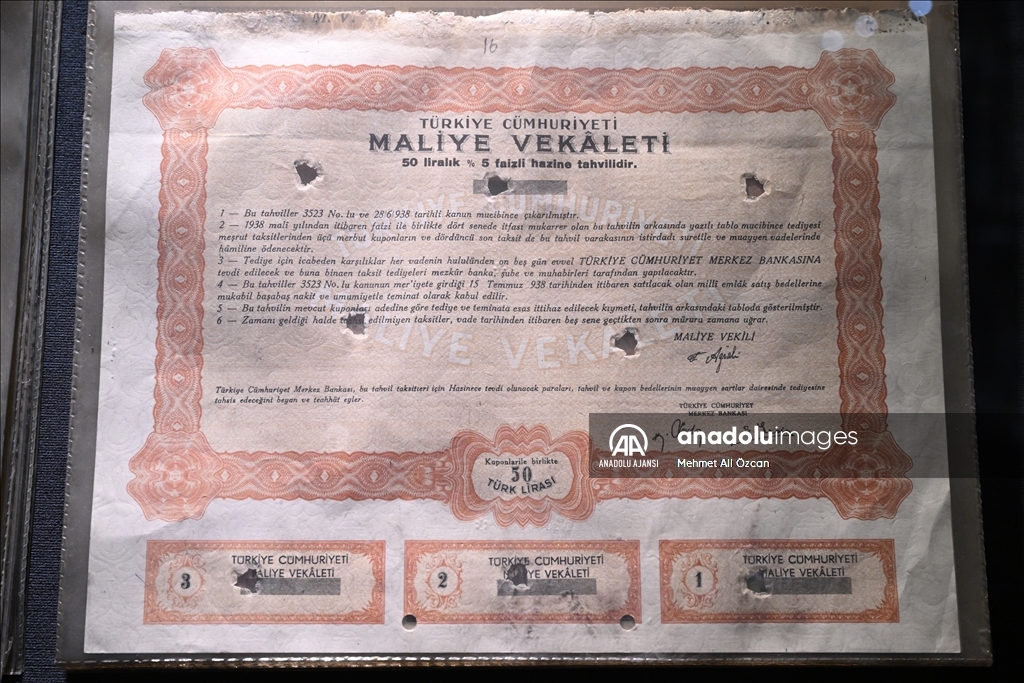 16
TÜRKİYE CÜMHURİYETİ
MALİYE VEKÂLETİ
50 liralık % 5 faizli hazine tahvilidir.
1 — Bu tahviller 3523 No. lu ve 28/6/938 tarihli kanun mucibince çıkarılmıştır.
2 — 1938 mali yılından itibaren faizi ile birlikte dört senede itfası mukarrer olan bu tahvilin arkasında yazılı tablo mucibince tediyesi
meşrut taksitlerinden üçü merbut kuponların ve dördüncü son taksit de bu tahvil varakasının istirdadı suretile ve muayyen vadelerinde
hâmiline ödenecektir.
3 — Tediye için icabeden karşılıklar her vadenin hululünden on beş gün evvel TÜRKİYE CÜMHURİYET MERKEZ BANKASINA
tevdi edilecek ve buna binaen taksit tediyeleri mezkûr banka, şube ve muhabirleri tarafından yapılacaktır.
4 — Bu tahviller 3523 No.lu kanunun mer'iyete girdiği 15 Temmuz 938 tarihinden itibaren satılacak olan millî emlâk satış bedellerine
mukabil başabaş nakit ve umumiyetle teminat olarak kabul edilir.
5 — Bu tahvilin mevcut kuponları adedine göre tediye ve teminata esas ittihaz edilecek kıymeti, tahvilin arkasındaki tabloda gösterilmiştir.
6 — Zamanı geldiği halde edilmiyen taksitler, vade tarihinden itibaren beş sene geçtikten sonra müruru zamana uğrar.
MALİYE VEKİLİ
Türkiye Cümhuriyet Merkez Bankası, bu tahvil taksitleri için Hazinece tevdi olunacak paraları, tahvil ve kupon bedellerinin muayyen şartlar dairesinde tediyesine
tahsis edeceğini beyan ve teahhüt eyler.
TÜRKİYE CÜMHURİYET
MERKEZ BANKASI
AA anadoluimages
ANADOLU AJANSI Mehmet Ali Özcan
Kuponlarile birlikte
50
TÜRK LİRASI
3 TÜRKİYE CÜMHURİYETİ
MALİYE VEKÂLETİ
2 TÜRKİYE CÜMHURİYETİ
VEKÂLETİ
1 TÜRKİYE CÜMHURİYETİ
MALİYE VEKÂLETİ